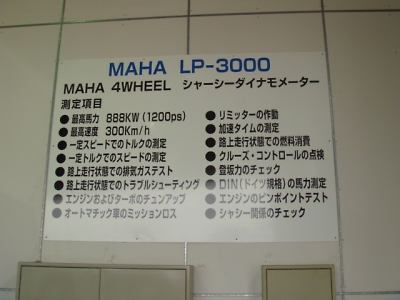 MAHA LP-3000
MAHA 4WHEEL シャーシーダイナモメーター
測定項目
●最高馬力 888KW (1200ps)
●最高速度 300Km/h
●一定スピードでのトルクの測定
●一定トルクでのスピードの測定
●路上走行状態での排気ガステスト
●路上走行状態でのトラブルシューティング
●エンジンおよびターボのチュンアップ
●オートマチック車のミッションロス
●リミッターの作動
●加速タイムの測定
●路上走行状態での燃料消費
●クルーズ・コントロールの点検
●登坂力のチェック
●DIN(ドイツ規格)の馬力測定
●エンジンのピンポイントテスト
●シャシー関係のチェック